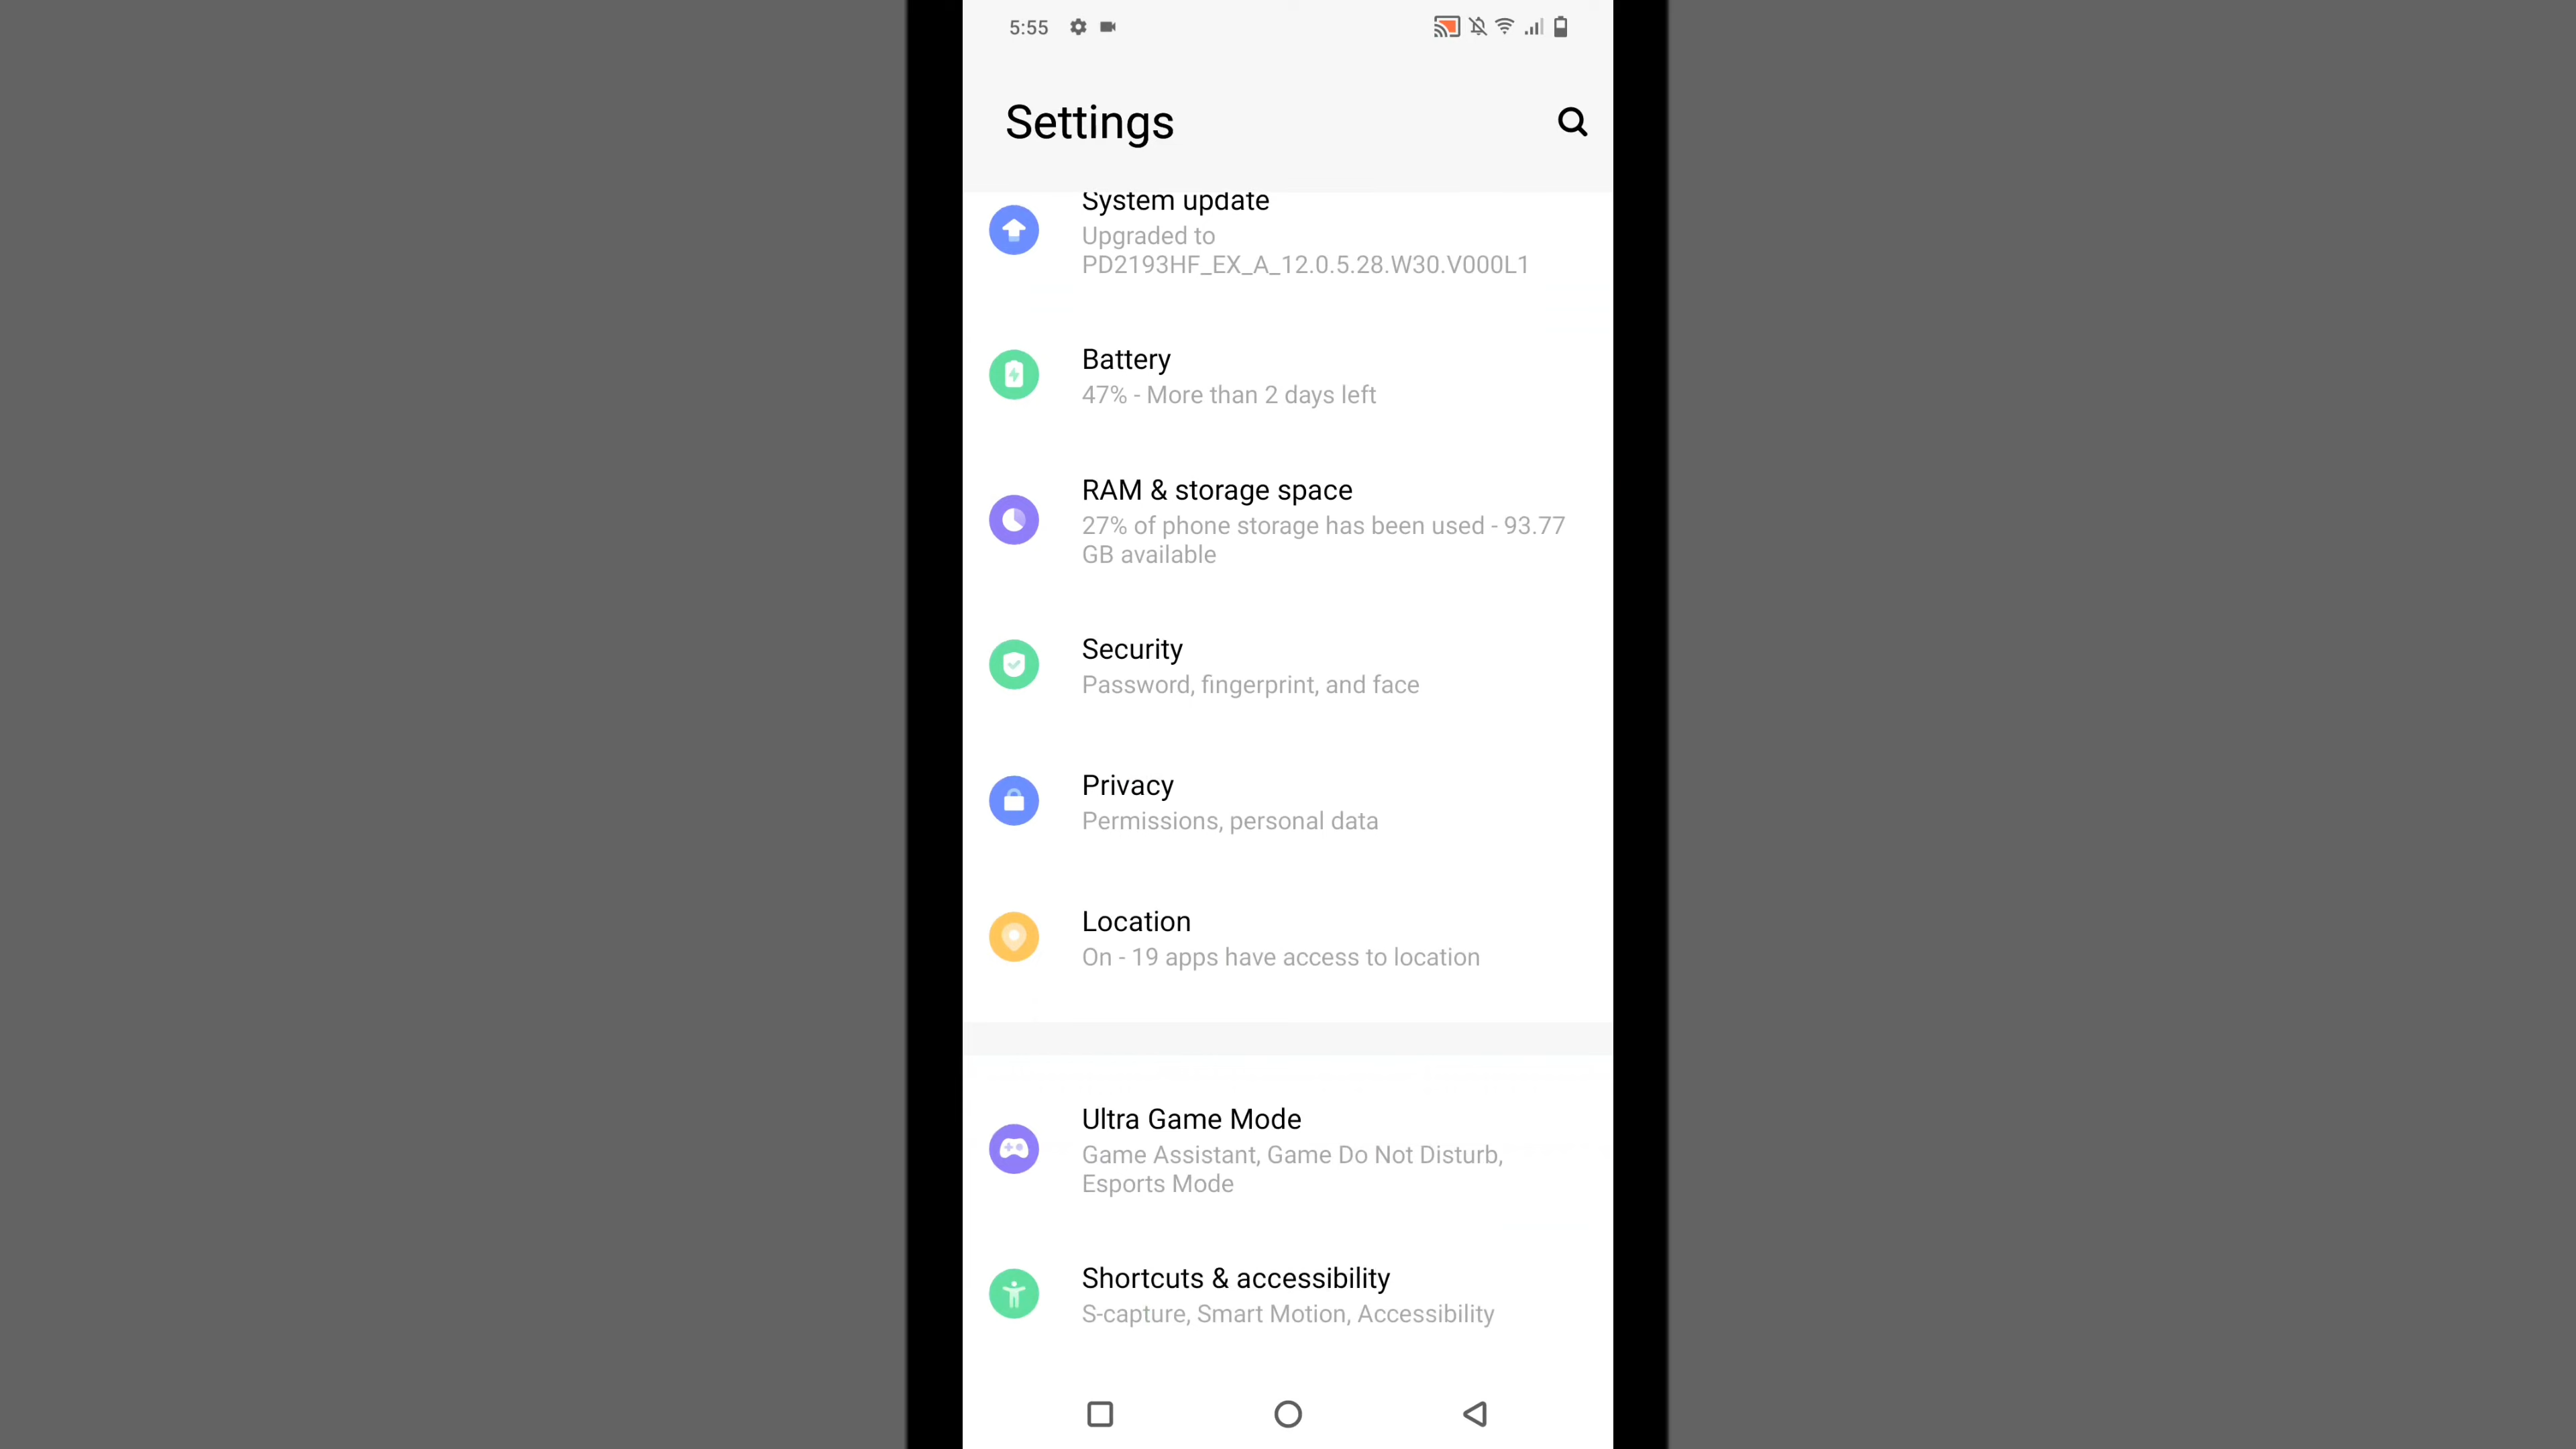 5:55
Settings
System update
Upgraded to
PD2193HF_EX_A_12.0.5.28.W30.V000L1
Battery
47% - More than 2 days left
RAM & storage space
27% of phone storage has been used - 93.77
GB available
Security
Password, fingerprint, and face
Privacy
Permissions, personal data
Location
On - 19 apps have access to location
Ultra Game Mode
Game Assistant, Game Do Not Disturb,
Esports Mode
Shortcuts & accessibility
S-capture, Smart Motion, Accessibility